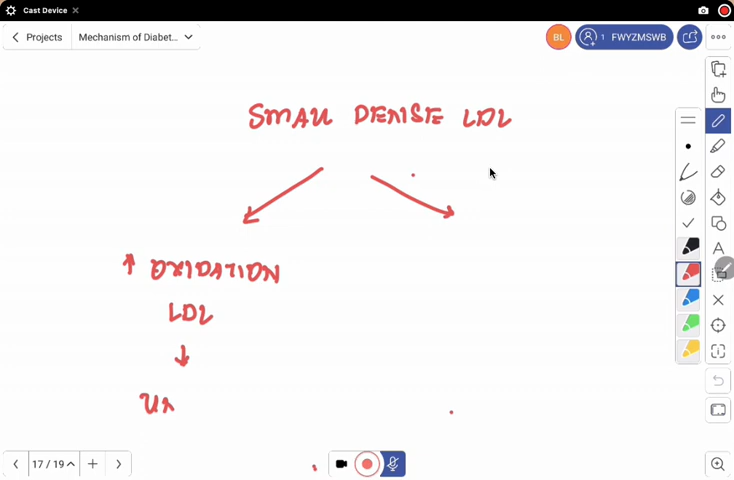 Cast Device
Projects
Mechanism of Diabet...
BL
1 FWYZMSWB
SMALL DENSE LDL
↑ OXIDATION
LDL
↓
17 / 19